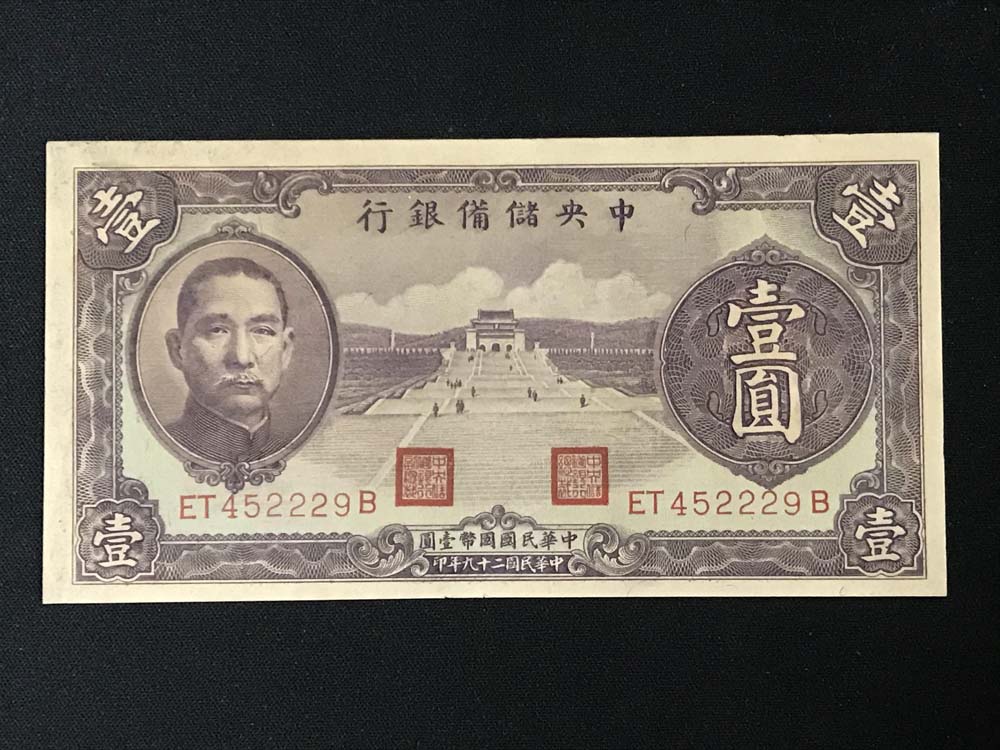 中央儲備銀行
壹
壹
壹圓
ET452229B
ET452229B
中華民國國幣壹圓
中華民國二十九年印
壹
壹